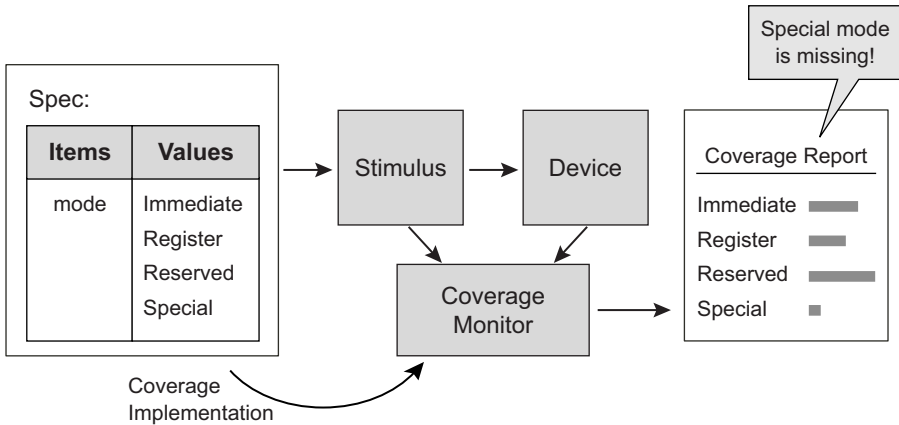 Special mode
is missing!
Spec:
Items Values
mode Immediate
Register
Reserved
Special
Stimulus
Device
Coverage
Monitor
Coverage
Implementation
Coverage Report
Immediate
Register
Reserved
Special